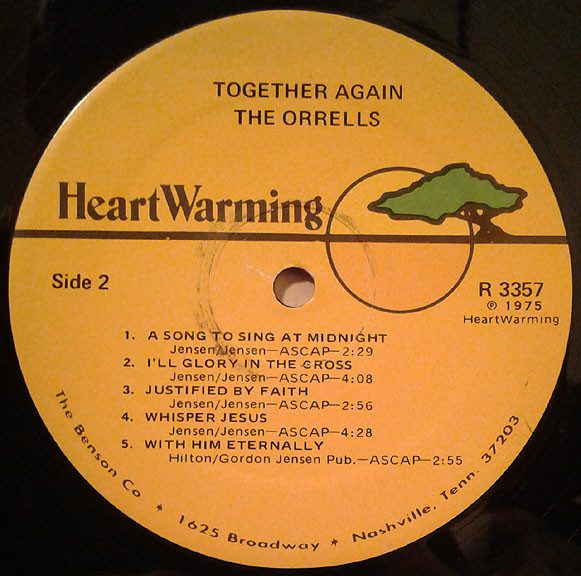 TOGETHER AGAIN
THE ORRELLS
HeartWarming
Side 2
R 3357
℗ 1975
HeartWarming
1. A SONG TO SING AT MIDNIGHT
Jensen/Jensen—ASCAP—2:29
2. I'LL GLORY IN THE CROSS
Jensen/Jensen—ASCAP—4:08
3. JUSTIFIED BY FAITH
Jensen/Jensen—ASCAP—2:56
4. WHISPER JESUS
Jensen/Jensen—ASCAP—4:28
5. WITH HIM ETERNALLY
Hilton/Gordon Jensen Pub.—ASCAP—2:55
The Benson Co * 1625 Broadway * Nashville, Tenn. 37203